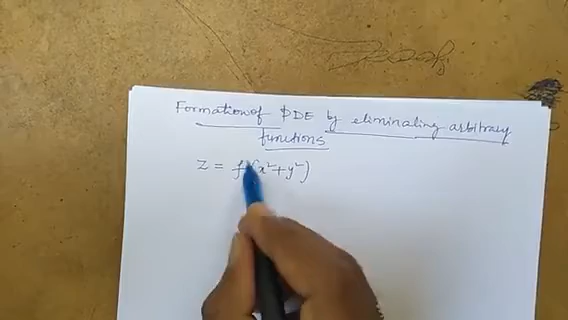 Formation of PDE by eliminating arbitrary
functions
z = f(x²+y²)